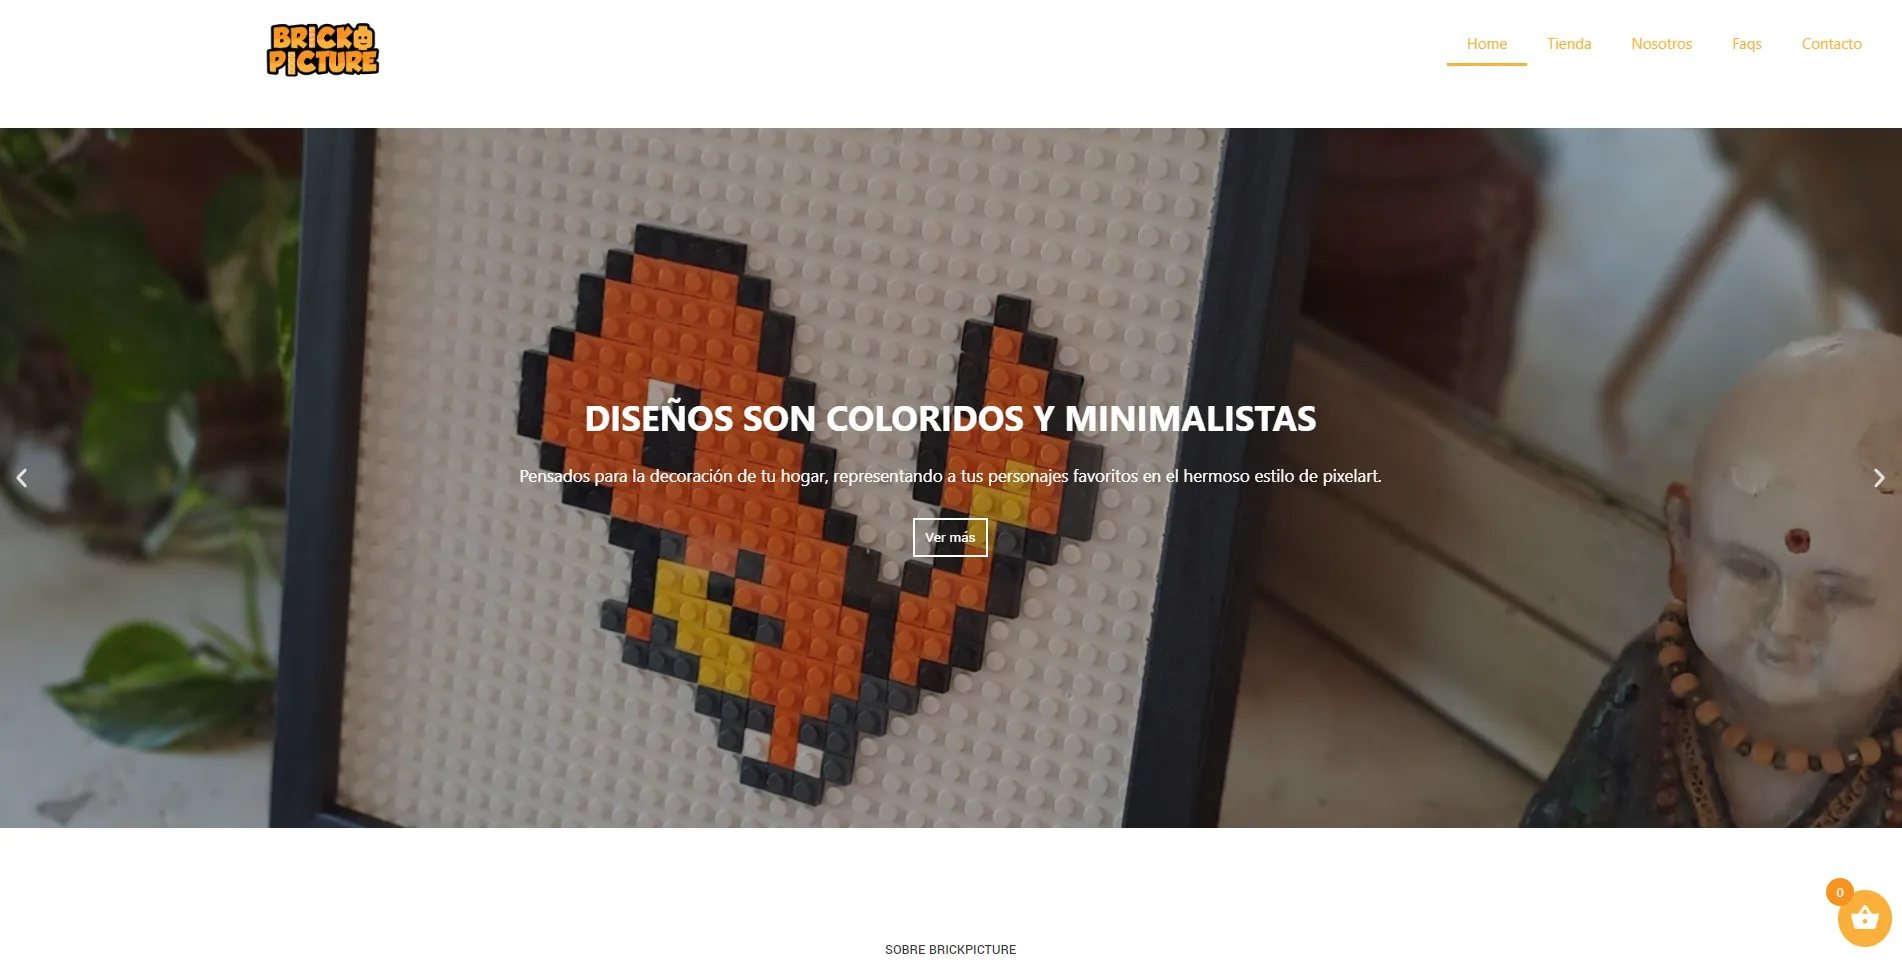 BRICK
PICTURE
Home
Tienda
Nosotros
Faqs
Contacto
DISEÑOS SON COLORIDOS Y MINIMALISTAS
Pensados para la decoración de tu hogar, representando a tus personajes favoritos en el hermoso estilo de pixelart.
Ver más
0
SOBRE BRICKPICTURE